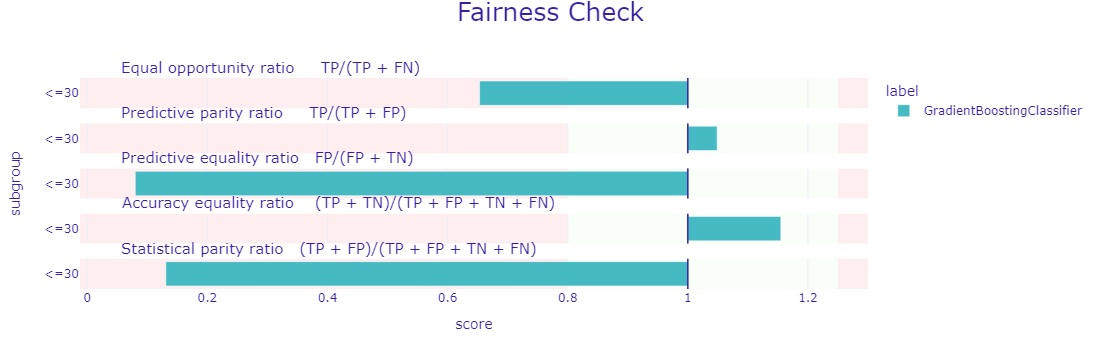 Fairness Check
Equal opportunity ratio TP/(TP + FN)
<=30
Predictive parity ratio TP/(TP + FP)
<=30
Predictive equality ratio FP/(FP + TN)
<=30
Accuracy equality ratio (TP + TN)/(TP + FP + TN + FN)
<=30
Statistical parity ratio (TP + FP)/(TP + FP + TN + FN)
<=30
0 0.2 0.4 0.6 0.8 1 1.2
score
subgroup
label
GradientBoostingClassifier